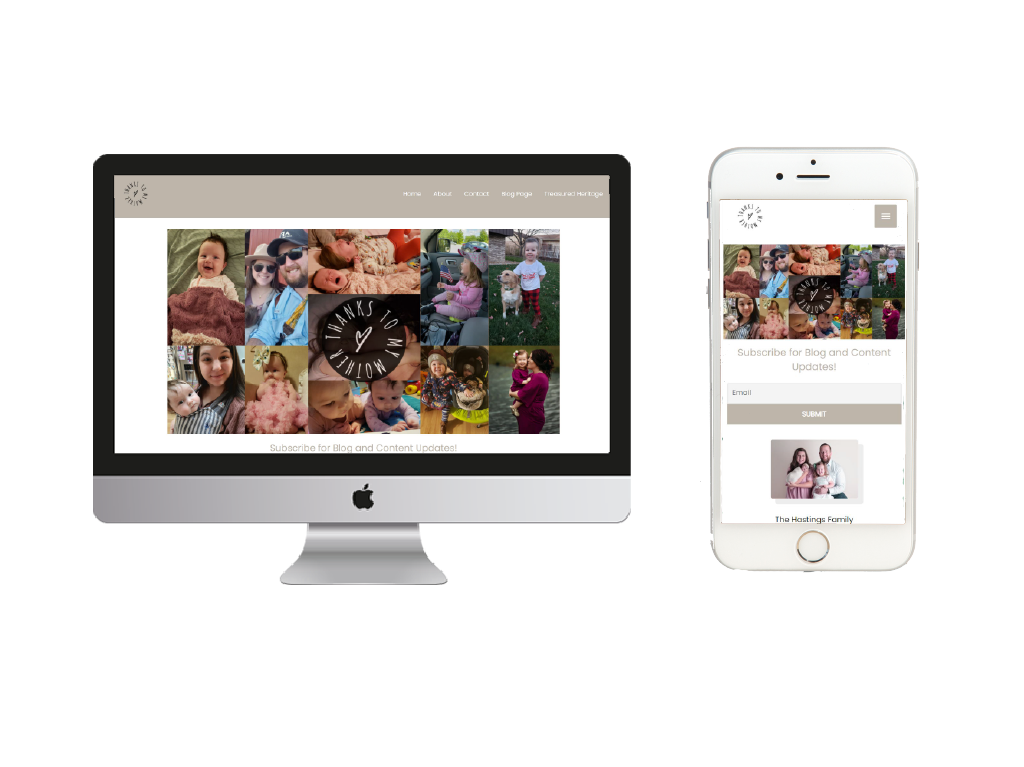 THANKS TO MY MOTHER
Home About Contact Blog Page Treasured Heritage
THANKS TO MY MOTHER
Subscribe for Blog and Content Updates!
THANKS TO MY MOTHER
THANKS TO MY MOTHER
Subscribe for Blog and Content
Updates!
Email
SUBMIT
The Hastings Family